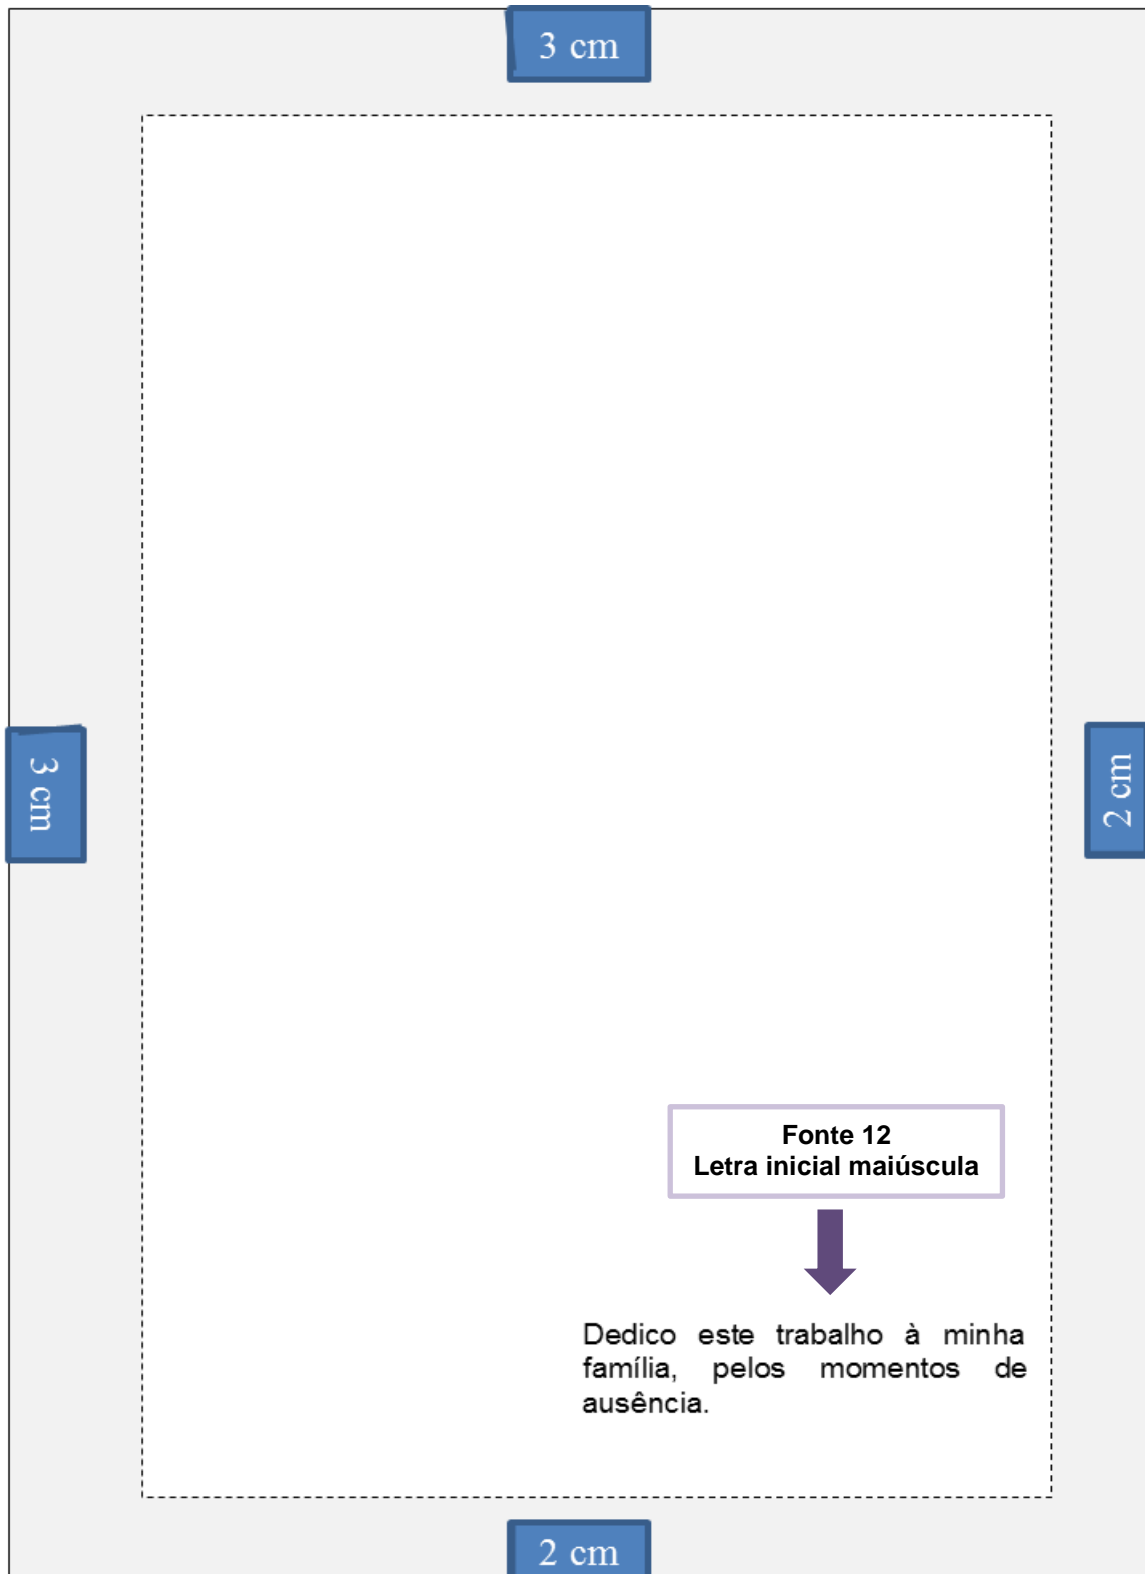 3 cm
3 cm
2 cm
Fonte 12
Letra inicial maiúscula
Dedico este trabalho à minha
família, pelos momentos de
ausência.
2 cm